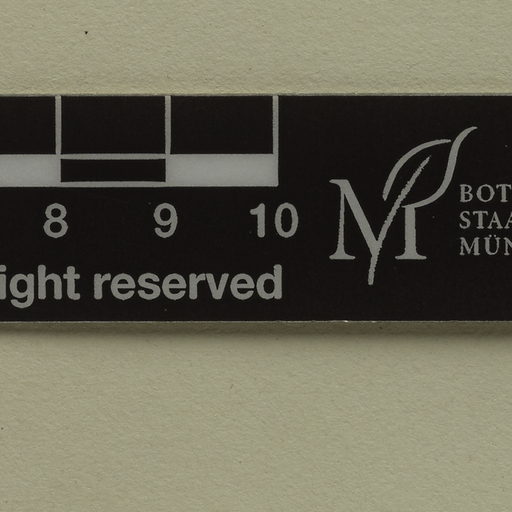 8 9 10
ight reserved
M
BOT
STAA
MÜN